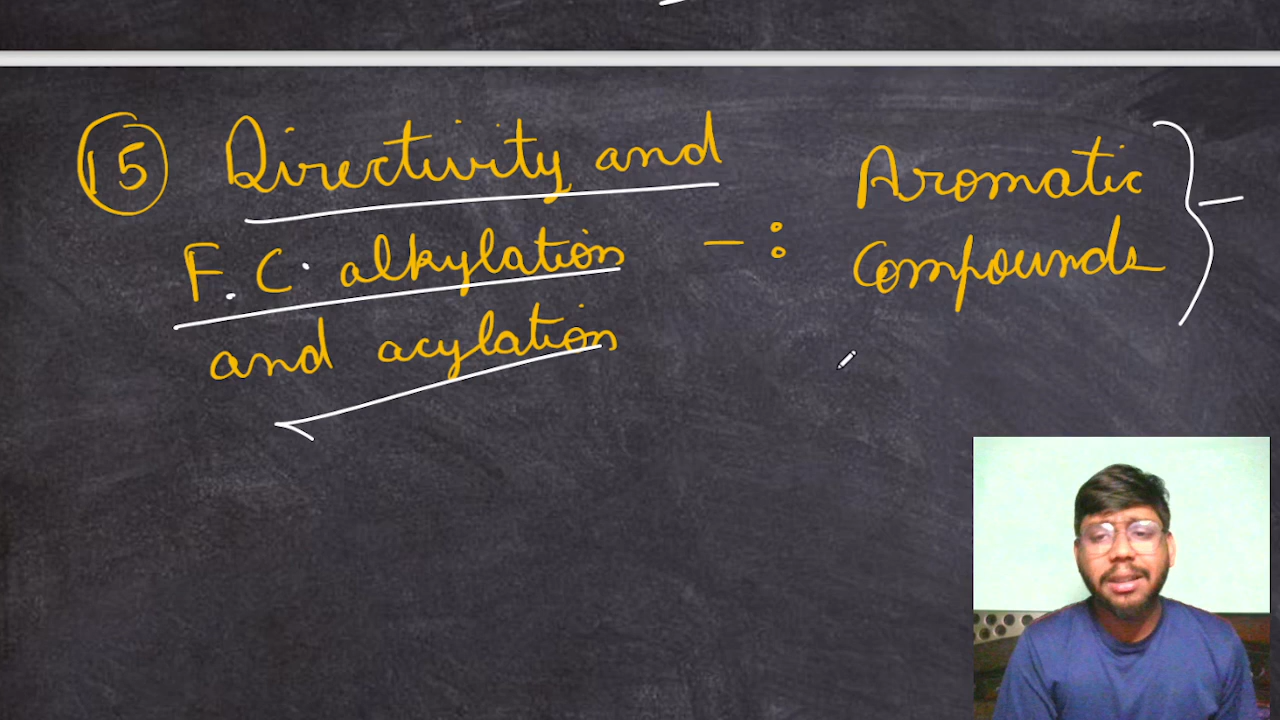 15 Directivity and
F.C. alkylation
and acylation
-: Aromatic
Compounds